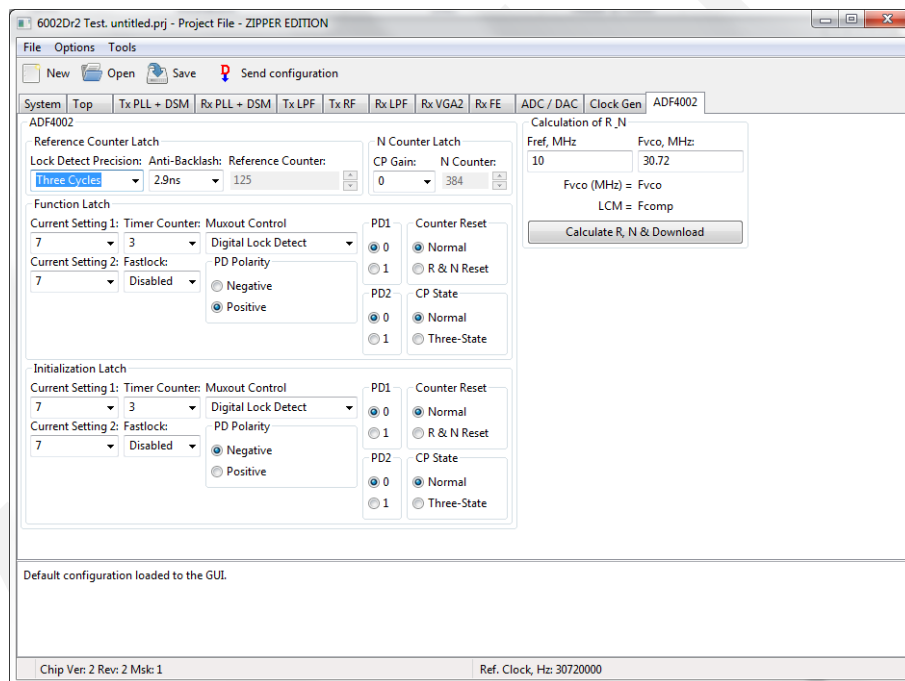 6002Dr2 Test. untitled.prj - Project File - ZIPPER EDITION
File Options Tools
New Open Save Send configuration
System Top Tx PLL + DSM Rx PLL + DSM Tx LPF Tx RF Rx LPF Rx VGA2 Rx FE ADC / DAC Clock Gen ADF4002
ADF4002
Reference Counter Latch
Lock Detect Precision: Anti-Backlash: Reference Counter:
Three Cycles 2.9ns 125
N Counter Latch
CP Gain: N Counter:
0 384
Function Latch
Current Setting 1: Timer Counter: Muxout Control
7 3 Digital Lock Detect
Current Setting 2: Fastlock:
7 Disabled
PD Polarity
Negative
Positive
PD1
0
1
Counter Reset
Normal
R & N Reset
PD2
0
1
CP State
Normal
Three-State
Initialization Latch
Current Setting 1: Timer Counter: Muxout Control
7 3 Digital Lock Detect
Current Setting 2: Fastlock:
7 Disabled
PD Polarity
Negative
Positive
PD1
0
1
Counter Reset
Normal
R & N Reset
PD2
0
1
CP State
Normal
Three-State
Calculation of R_N
Fref, MHz Fvco, MHz:
10 30.72
Fvco (MHz) = Fvco
LCM = Fcomp
Calculate R, N & Download
Default configuration loaded to the GUI.
Chip Ver: 2 Rev: 2 Msk: 1 Ref. Clock, Hz: 30720000